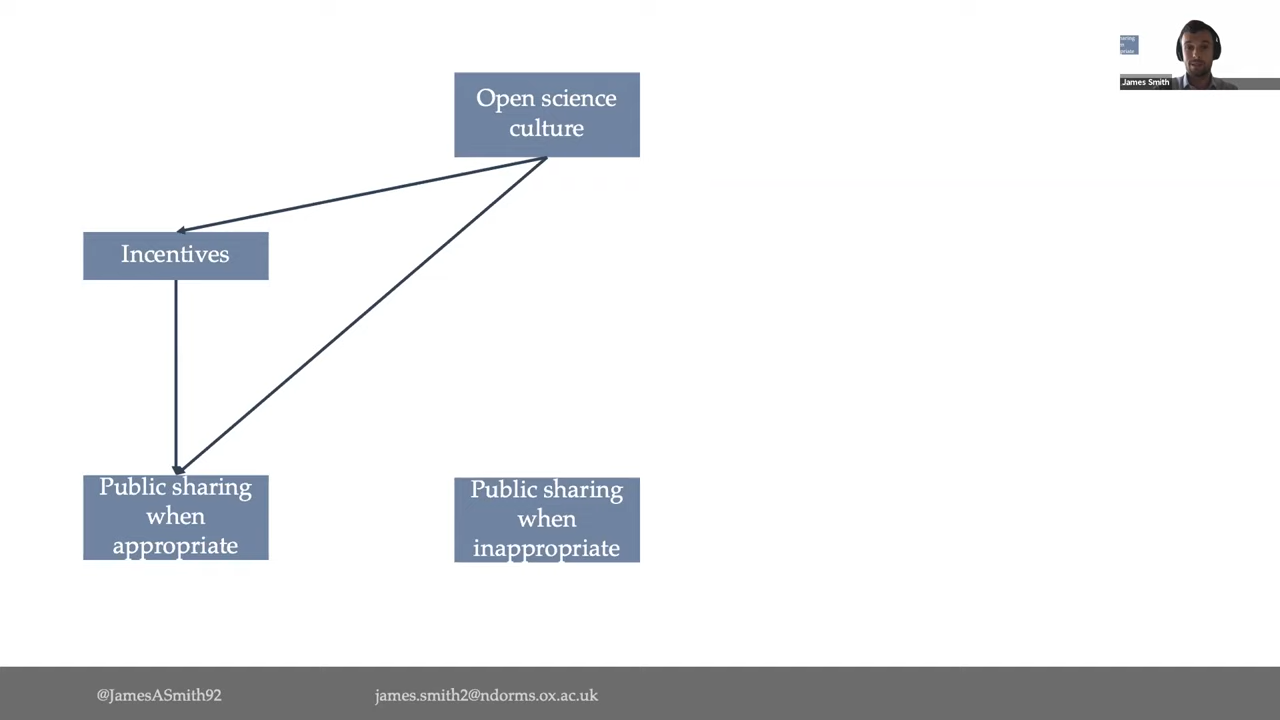 Open science
culture
James Smith
Incentives
Public sharing
when
appropriate
Public sharing
when
inappropriate
@JamesASmith92
james.smith2@ndorms.ox.ac.uk